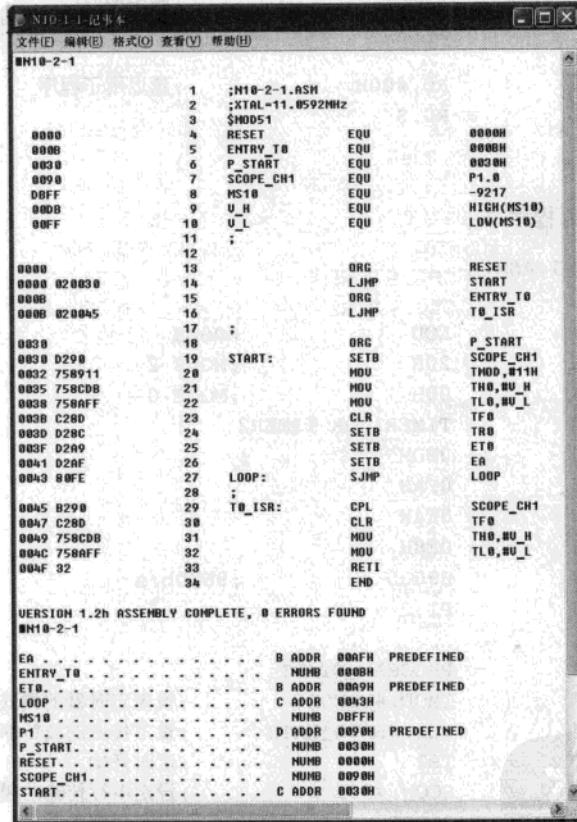 N10-1-1-记事本
文件(F) 编辑(E) 格式(O) 查看(V) 帮助(H)
■N10-2-1
1 ;N10-2-1.ASM
2 ;XTAL=11.0592MHz
3 $MOD51
0000 4 RESET EQU 0000H
000B 5 ENTRY_T0 EQU 000BH
0030 6 P_START EQU 0030H
0090 7 SCOPE_CH1 EQU P1.0
DBFF 8 MS10 EQU -9217
00DB 9 V_H EQU HIGH(MS10)
00FF 10 V_L EQU LOW(MS10)
11 ;
12
0000 13 ORG RESET
0000 020030 14 LJMP START
000B 15 ORG ENTRY_T0
000B 020045 16 LJMP T0_ISR
17 ;
0030 18 ORG P_START
0030 D290 19 START: SETB SCOPE_CH1
0032 758911 20 MOV TMOD,#11H
0035 758CDB 21 MOV TH0,#V_H
0038 758AFF 22 MOV TL0,#V_L
003B C28D 23 CLR TF0
003D D28C 24 SETB TR0
003F D2A9 25 SETB ET0
0041 D2AF 26 SETB EA
0043 80FE 27 LOOP: SJMP LOOP
28 ;
0045 B290 29 T0_ISR: CPL SCOPE_CH1
0047 C28D 30 CLR TF0
0049 758CDB 31 MOV TH0,#V_H
004C 758AFF 32 MOV TL0,#V_L
004F 32 33 RETI
34 END
VERSION 1.2h ASSEMBLY COMPLETE, 0 ERRORS FOUND
■N10-2-1
EA . . . . . . . . . . . . . . B ADDR 00AFH PREDEFINED
ENTRY_T0 . . . . . . . . . . . NUMB 000BH
ET0. . . . . . . . . . . . . . B ADDR 00A9H PREDEFINED
LOOP . . . . . . . . . . . . . C ADDR 0043H
MS10 . . . . . . . . . . . . . NUMB DBFFH
P1 . . . . . . . . . . . . . . D ADDR 0090H PREDEFINED
P_START. . . . . . . . . . . . NUMB 0030H
RESET. . . . . . . . . . . . . NUMB 0000H
SCOPE_CH1. . . . . . . . . . . NUMB 0090H
START. . . . . . . . . . . . . C ADDR 0030H